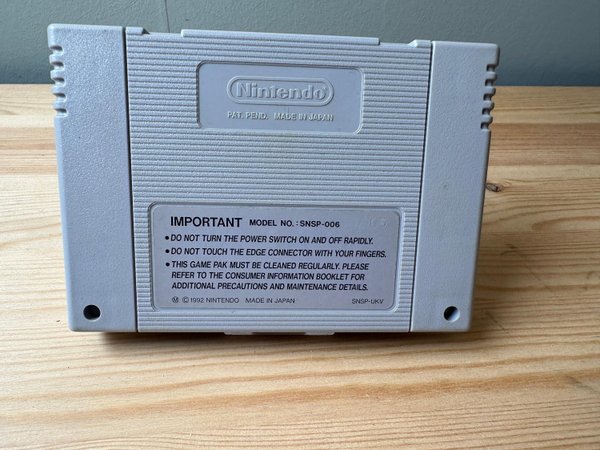 Nintendo
PAT. PEND. MADE IN JAPAN
IMPORTANT MODEL NO. : SNSP-006
• DO NOT TURN THE POWER SWITCH ON AND OFF RAPIDLY.
• DO NOT TOUCH THE EDGE CONNECTOR WITH YOUR FINGERS.
• THIS GAME PAK MUST BE CLEANED REGULARLY. PLEASE
REFER TO THE CONSUMER INFORMATION BOOKLET FOR
ADDITIONAL PRECAUTIONS AND MAINTENANCE DETAILS.
Ⓜ © 1992 NINTENDO MADE IN JAPAN SNSP-UKV